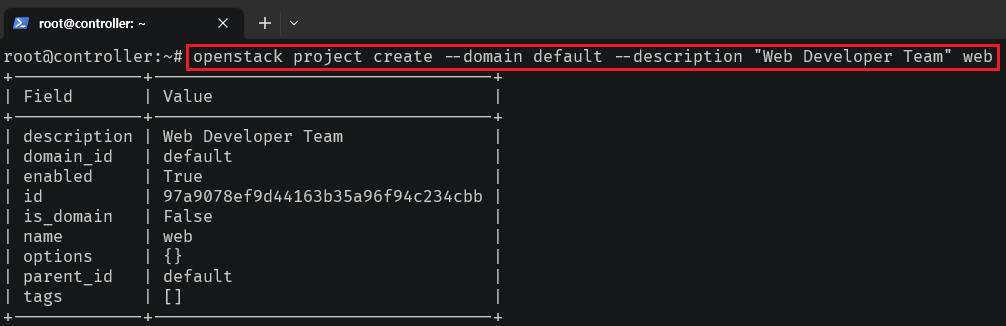 root@controller: ~
root@controller:~# openstack project create --domain default --description "Web Developer Team" web
+-------------+----------------------------------+
| Field       | Value                            |
+-------------+----------------------------------+
| description | Web Developer Team               |
| domain_id   | default                          |
| enabled     | True                             |
| id          | 97a9078ef9d44163b35a96f94c234cbb |
| is_domain   | False                            |
| name        | web                              |
| options     | {}                               |
| parent_id   | default                          |
| tags        | []                               |
+-------------+----------------------------------+